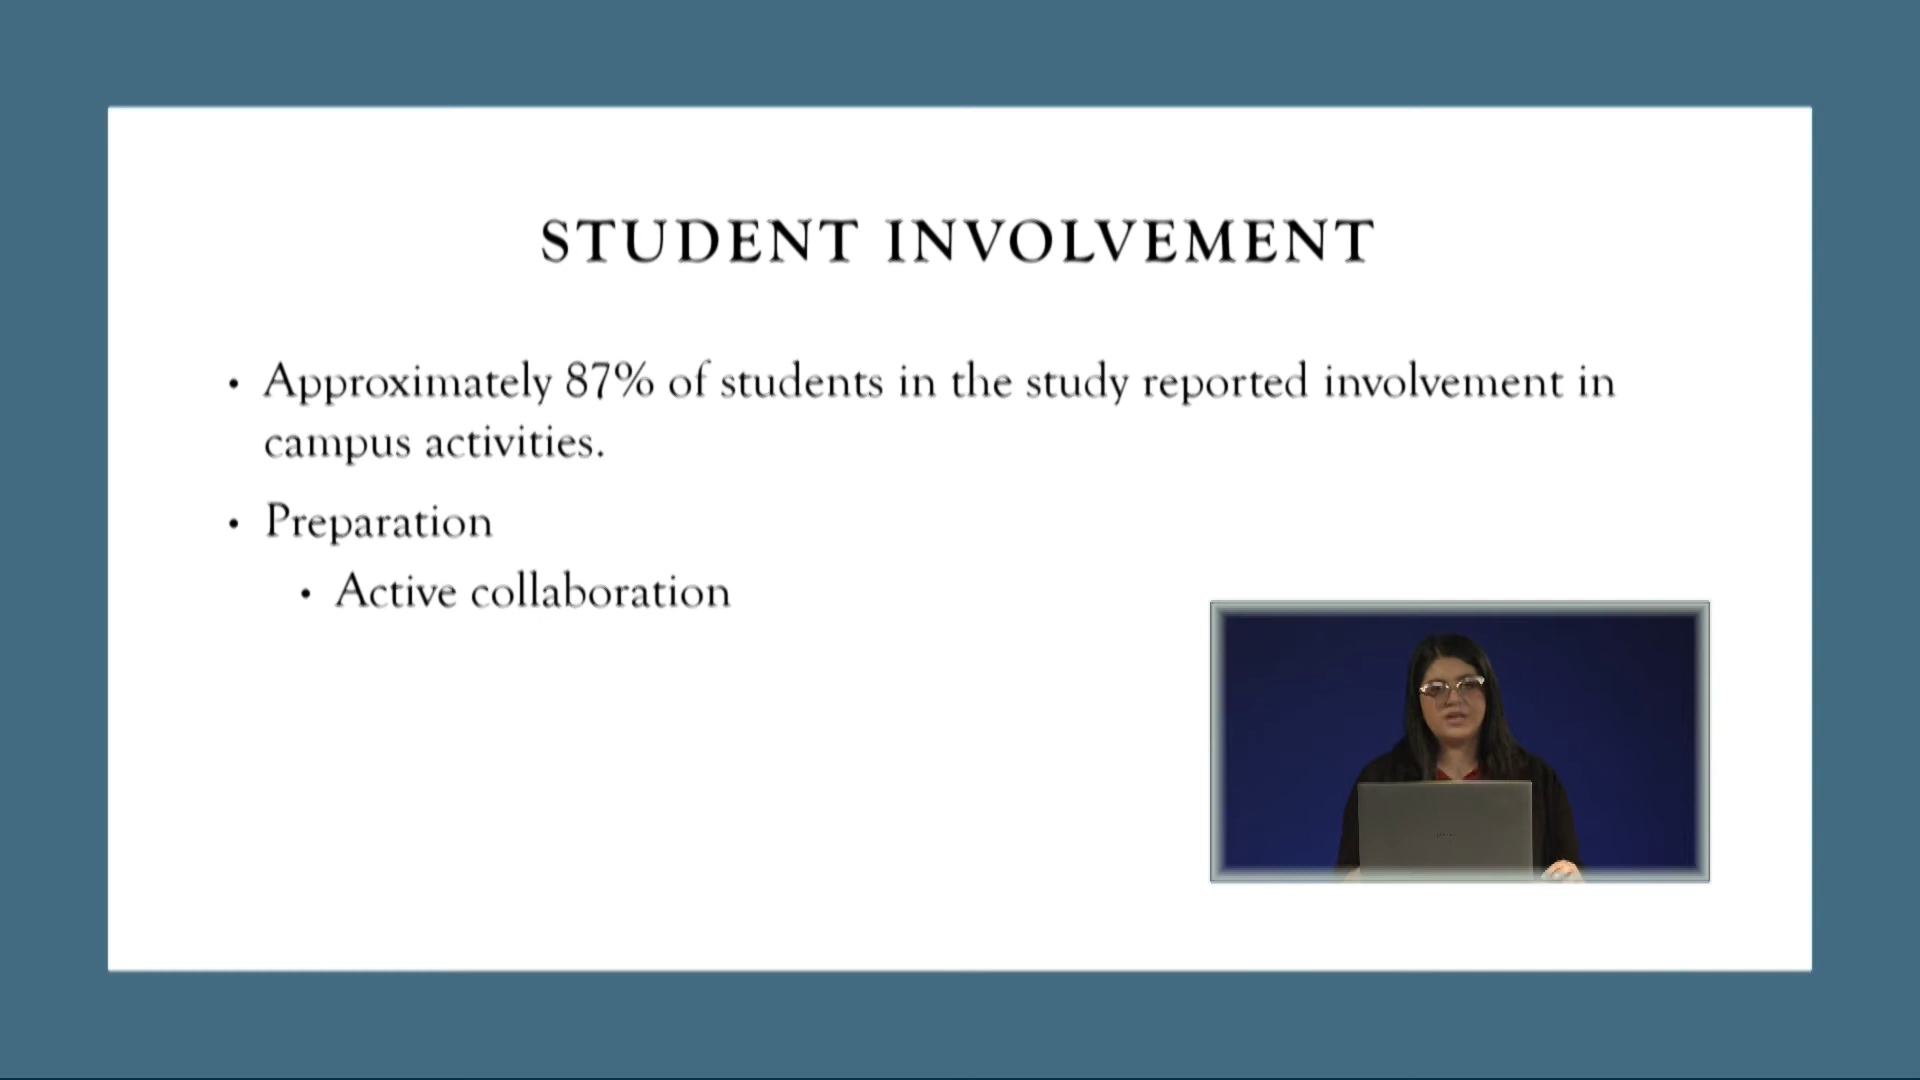 STUDENT INVOLVEMENT
• Approximately 87% of students in the study reported involvement in
campus activities.
• Preparation
• Active collaboration